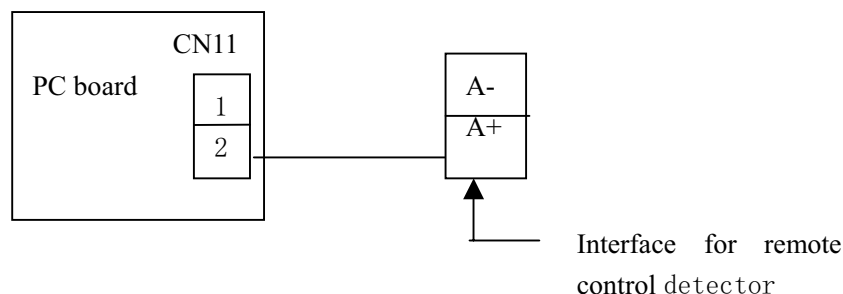 CN11
PC board
1
2
A-
A+
Interface for remote
control detector